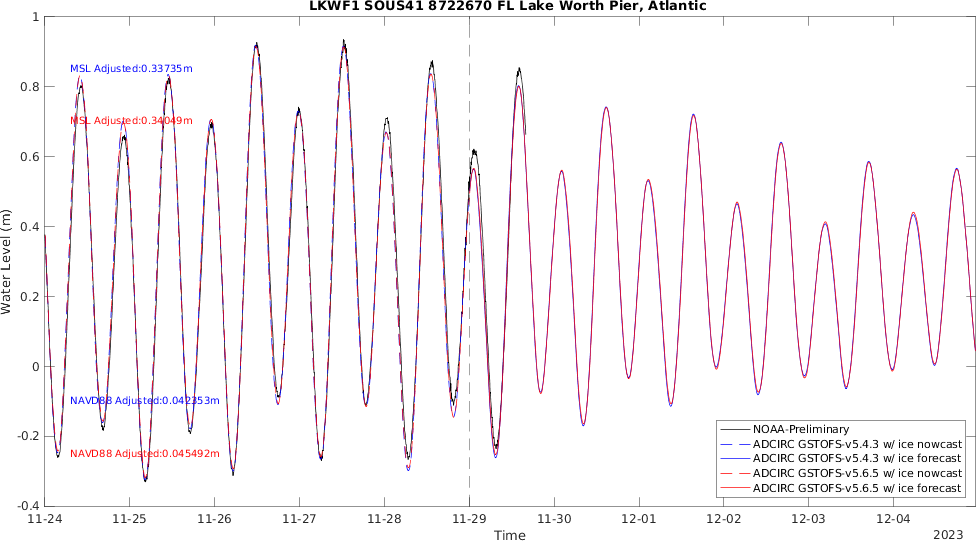 LKWF1 SOUS41 8722670 FL Lake Worth Pier, Atlantic
1
0.8
0.6
0.4
0.2
0
-0.2
-0.4
Water Level (m)
MSL Adjusted:0.33735m
MSL Adjusted:0.34049m
NAVD88 Adjusted:0.042353m
NAVD88 Adjusted:0.045492m
NOAA-Preliminary
ADCIRC GSTOFS-v5.4.3 w/ ice nowcast
ADCIRC GSTOFS-v5.4.3 w/ ice forecast
ADCIRC GSTOFS-v5.6.5 w/ ice nowcast
ADCIRC GSTOFS-v5.6.5 w/ ice forecast
11-24 11-25 11-26 11-27 11-28 11-29 11-30 12-01 12-02 12-03 12-04
Time
2023